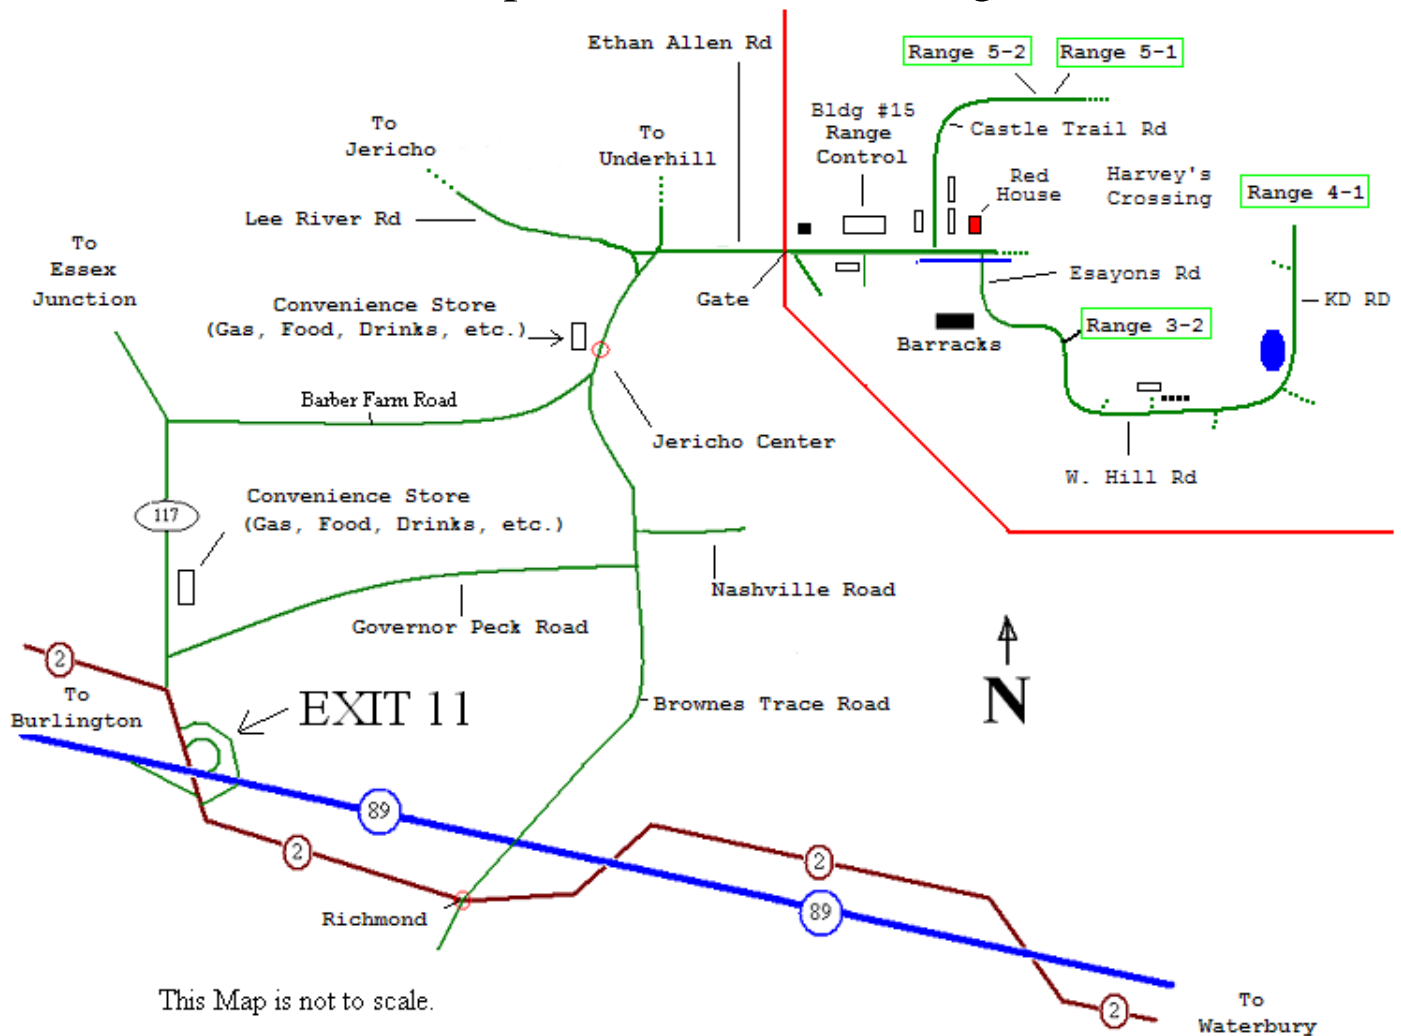 Ethan Allen Rd
Range 5-2
Range 5-1
Bldg #15
Range
Control
Castle Trail Rd
To
Jericho
To
Underhill
Red
House
Harvey's
Crossing
Range 4-1
Lee River Rd
To
Essex
Junction
Gate
Esayons Rd
KD RD
Convenience Store
(Gas, Food, Drinks, etc.)
Range 3-2
Barracks
Barber Farm Road
Jericho Center
W. Hill Rd
Convenience Store
(Gas, Food, Drinks, etc.)
117
Nashville Road
Governor Peck Road
N
2
To
Burlington
EXIT 11
Brownes Trace Road
89
2
2
89
Richmond
This Map is not to scale.
2
To
Waterbury